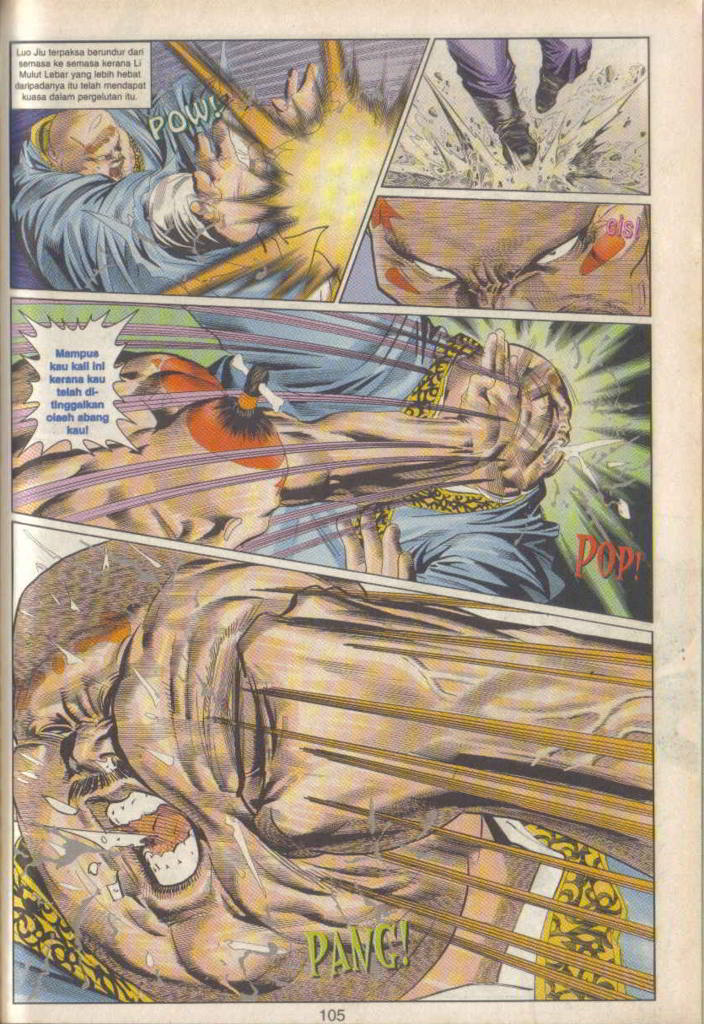 Luo Jiu terpaksa berundur dari
semasa ke semasa kerana Li
Mulut Lebar yang lebih hebat
daripadanya itu telah mendapat
kuasa dalam pergelutan itu.
POW!
GIS!
Mampus
kau kali ini
kerana kau
telah di-
tinggalkan
olaeh abang
kau!
POP!
PANG!
105